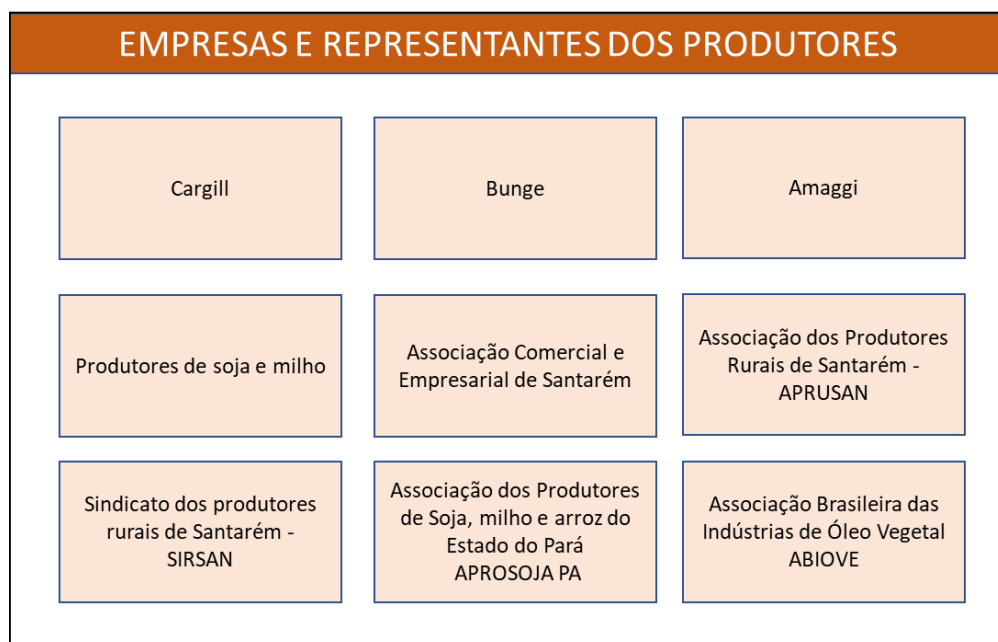 EMPRESAS E REPRESENTANTES DOS PRODUTORES
Cargill
Bunge
Amaggi
Produtores de soja e milho
Associação Comercial e
Empresarial de Santarém
Associação dos Produtores
Rurais de Santarém -
APRUSAN
Sindicato dos produtores
rurais de Santarém -
SIRSAN
Associação dos Produtores
de Soja, milho e arroz do
Estado do Pará
APROSOJA PA
Associação Brasileira das
Indústrias de Óleo Vegetal
ABIOVE